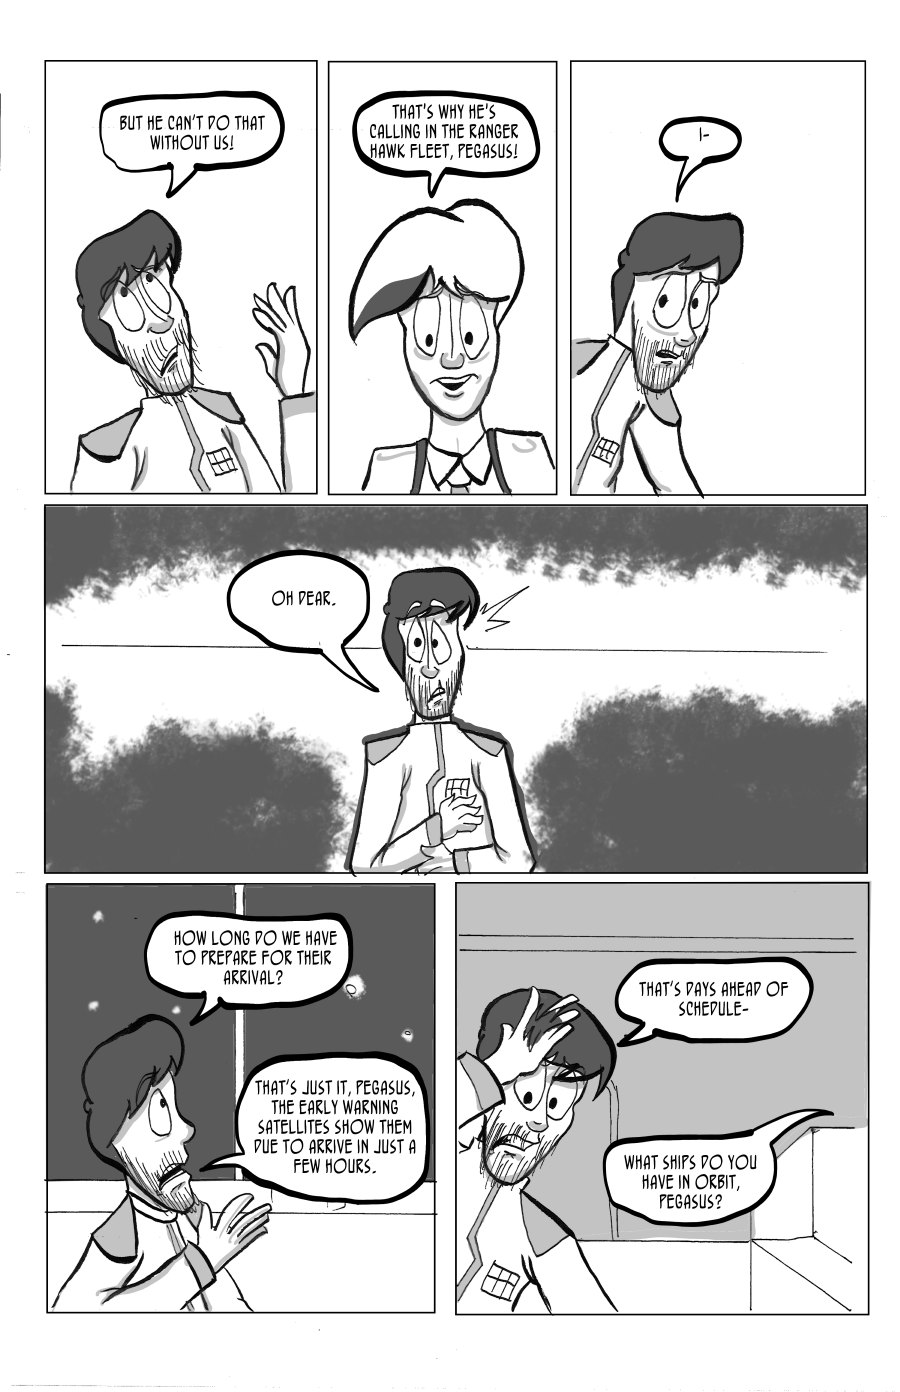 BUT HE CAN'T DO THAT
WITHOUT US!
THAT'S WHY HE'S
CALLING IN THE RANGER
HAWK FLEET, PEGASUS!
I-
OH DEAR.
HOW LONG DO WE HAVE
TO PREPARE FOR THEIR
ARRIVAL?
THAT'S JUST IT, PEGASUS,
THE EARLY WARNING
SATELLITES SHOW THEM
DUE TO ARRIVE IN JUST A
FEW HOURS.
THAT'S DAYS AHEAD OF
SCHEDULE-
WHAT SHIPS DO YOU
HAVE IN ORBIT,
PEGASUS?